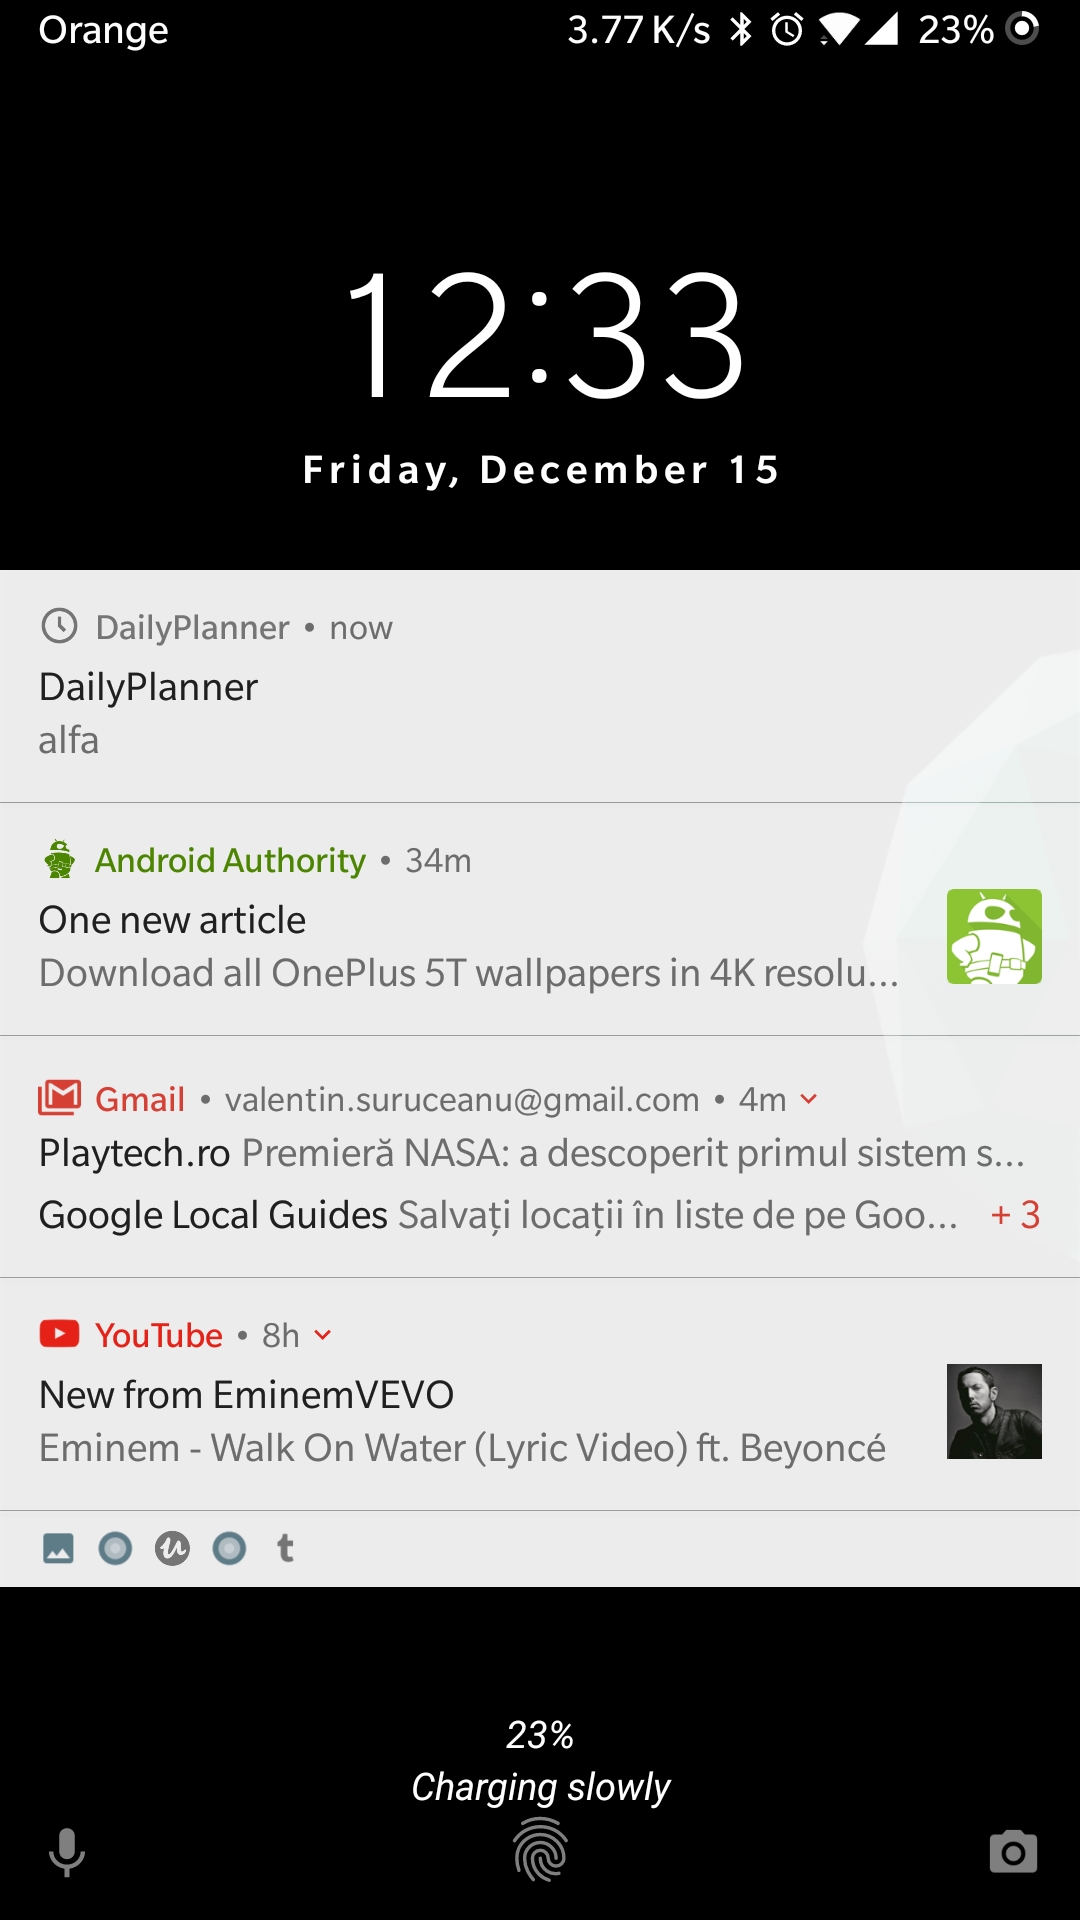 Orange 3.77 K/s 23%
12:33
Friday, December 15
DailyPlanner • now
DailyPlanner
alfa
Android Authority • 34m
One new article
Download all OnePlus 5T wallpapers in 4K resolu...
Gmail • valentin.suruceanu@gmail.com • 4m
Playtech.ro Premieră NASA: a descoperit primul sistem s...
Google Local Guides Salvați locații în liste de pe Goo... + 3
YouTube • 8h
New from EminemVEVO
Eminem - Walk On Water (Lyric Video) ft. Beyoncé
23%
Charging slowly